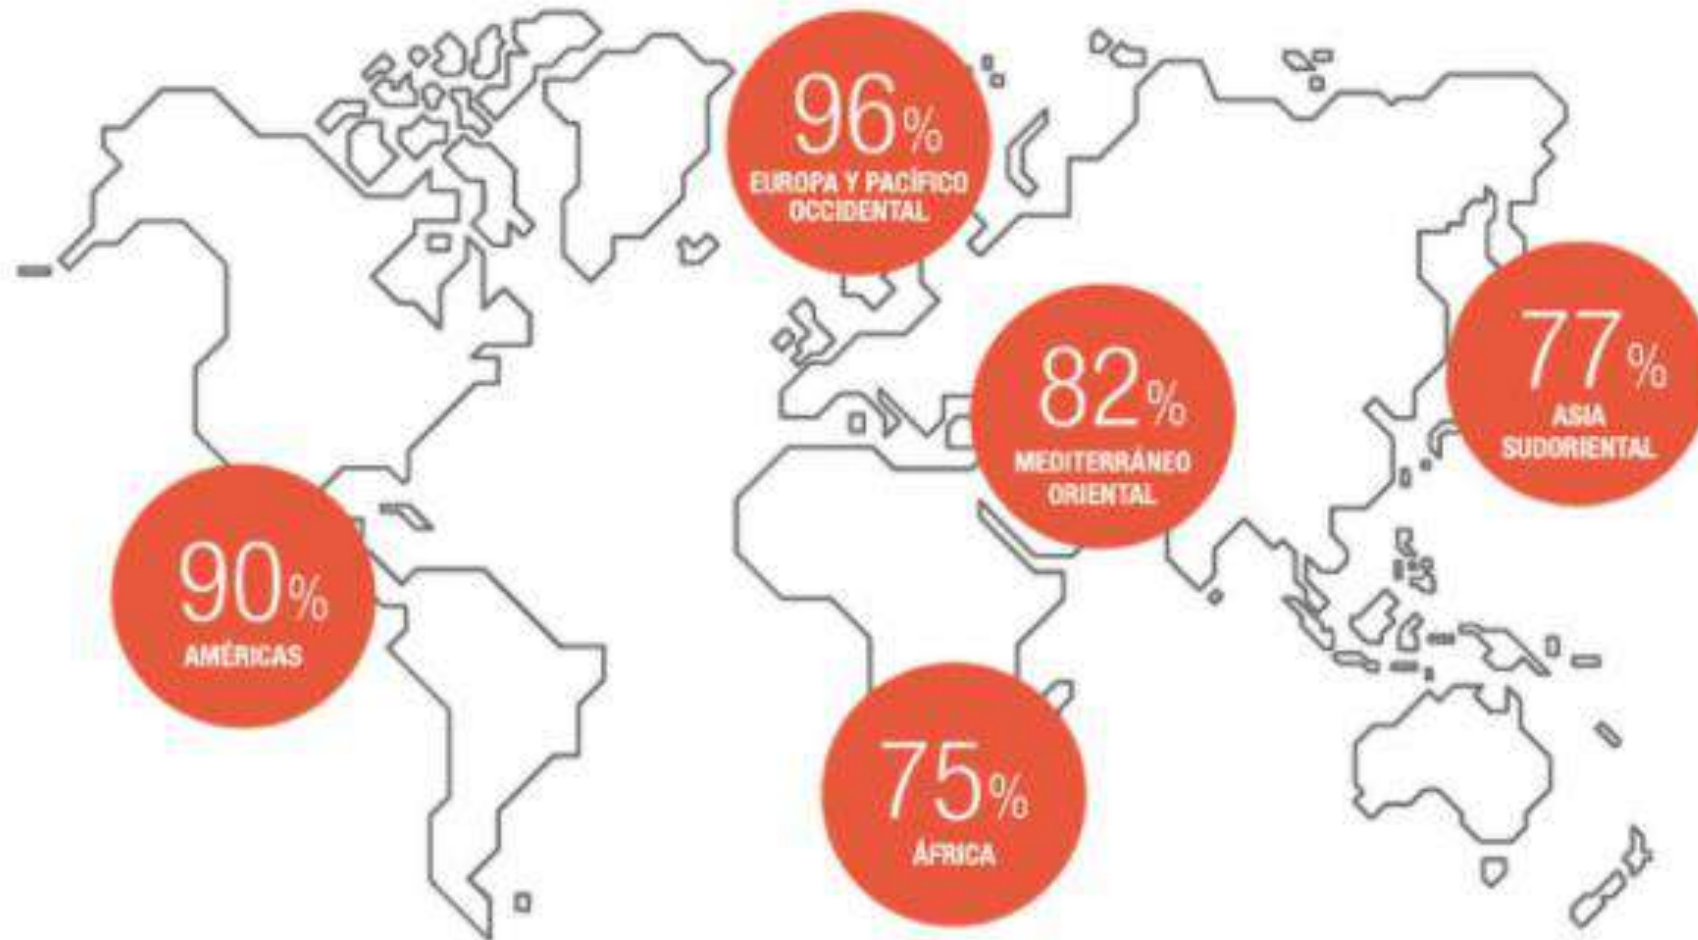 96%
EUROPA Y PACÍFICO
OCCIDENTAL
82%
MEDITERRÁNEO
ORIENTAL
77%
ASIA
SUDORIENTAL
90%
AMÉRICAS
75%
ÁFRICA